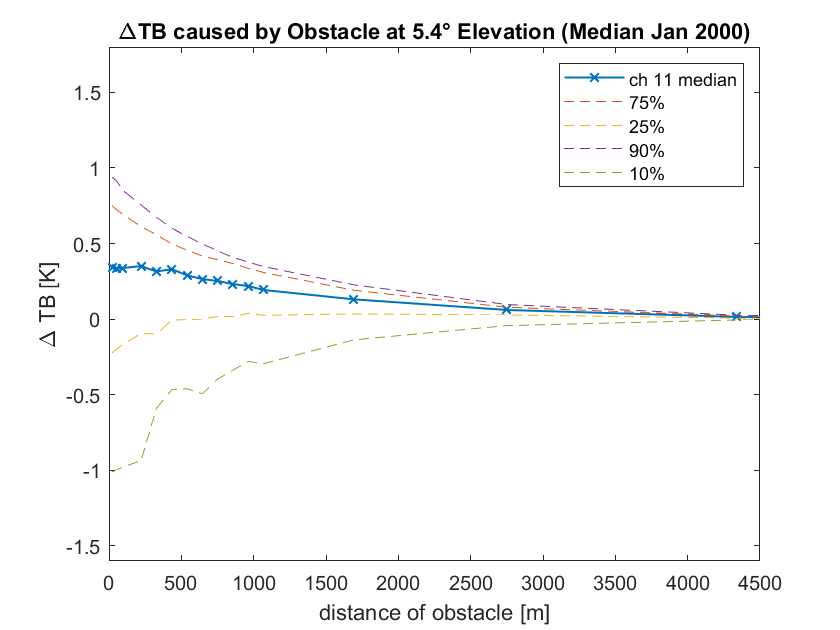 ΔTB caused by Obstacle at 5.4° Elevation (Median Jan 2000)
ch 11 median
75%
25%
90%
10%
1.5
1
0.5
0
-0.5
-1
-1.5
Δ TB [K]
0 500 1000 1500 2000 2500 3000 3500 4000 4500
distance of obstacle [m]